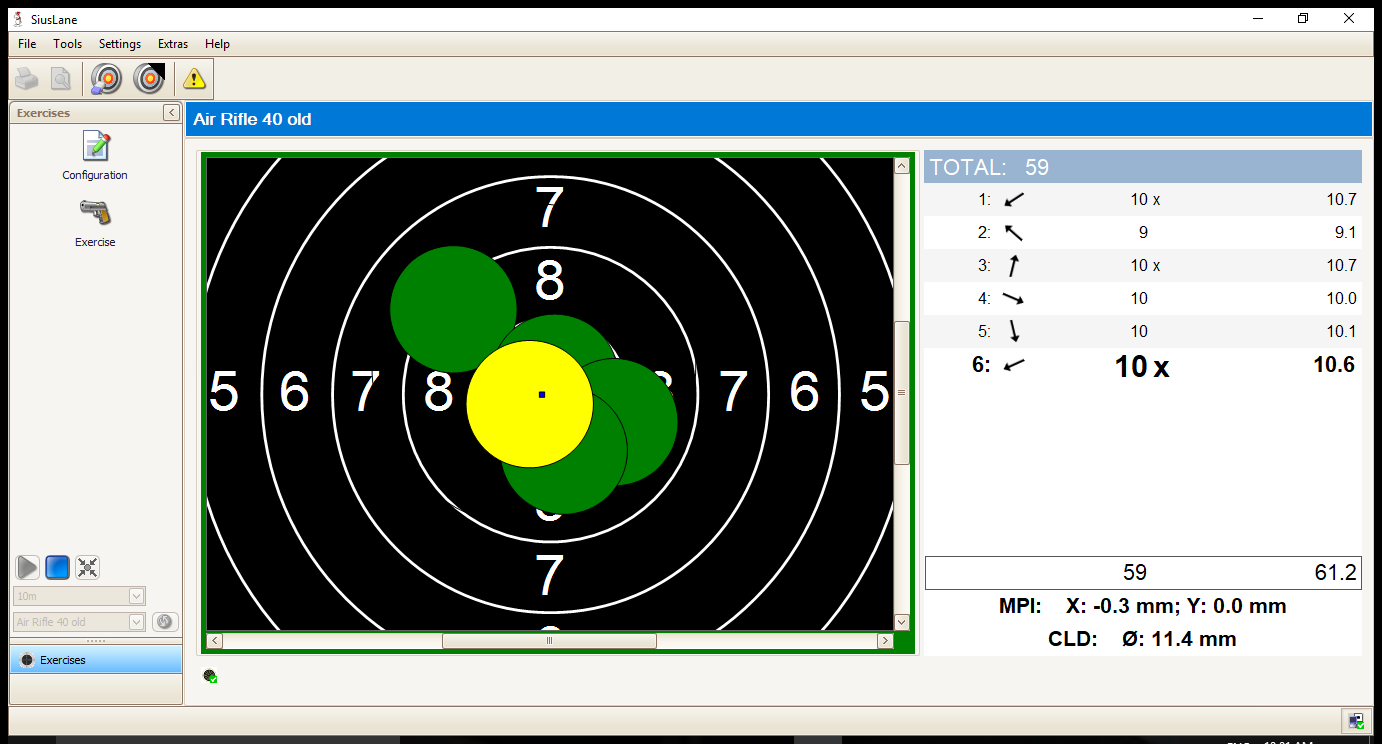 SiusLane
File Tools Settings Extras Help
Exercises
Configuration
Exercise
10m
Air Rifle 40 old
Exercises
Air Rifle 40 old
7
8
5 6 7 8 7 6 5
7
TOTAL: 59
1: 10 x 10.7
2: 9 9.1
3: 10 x 10.7
4: 10 10.0
5: 10 10.1
6: 10 x 10.6
59 61.2
MPI: X: -0.3 mm; Y: 0.0 mm
CLD: Ø: 11.4 mm